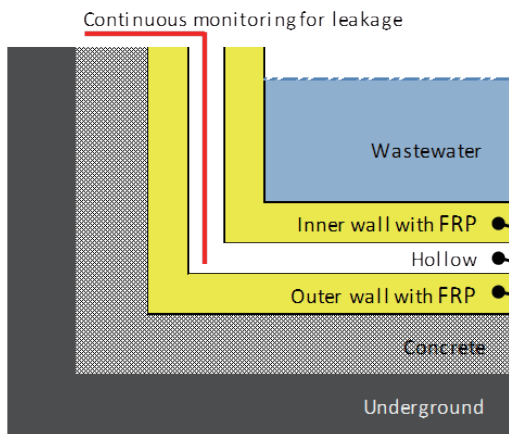 Continuous monitoring for leakage
Wastewater
Inner wall with FRP
Hollow
Outer wall with FRP
Concrete
Underground